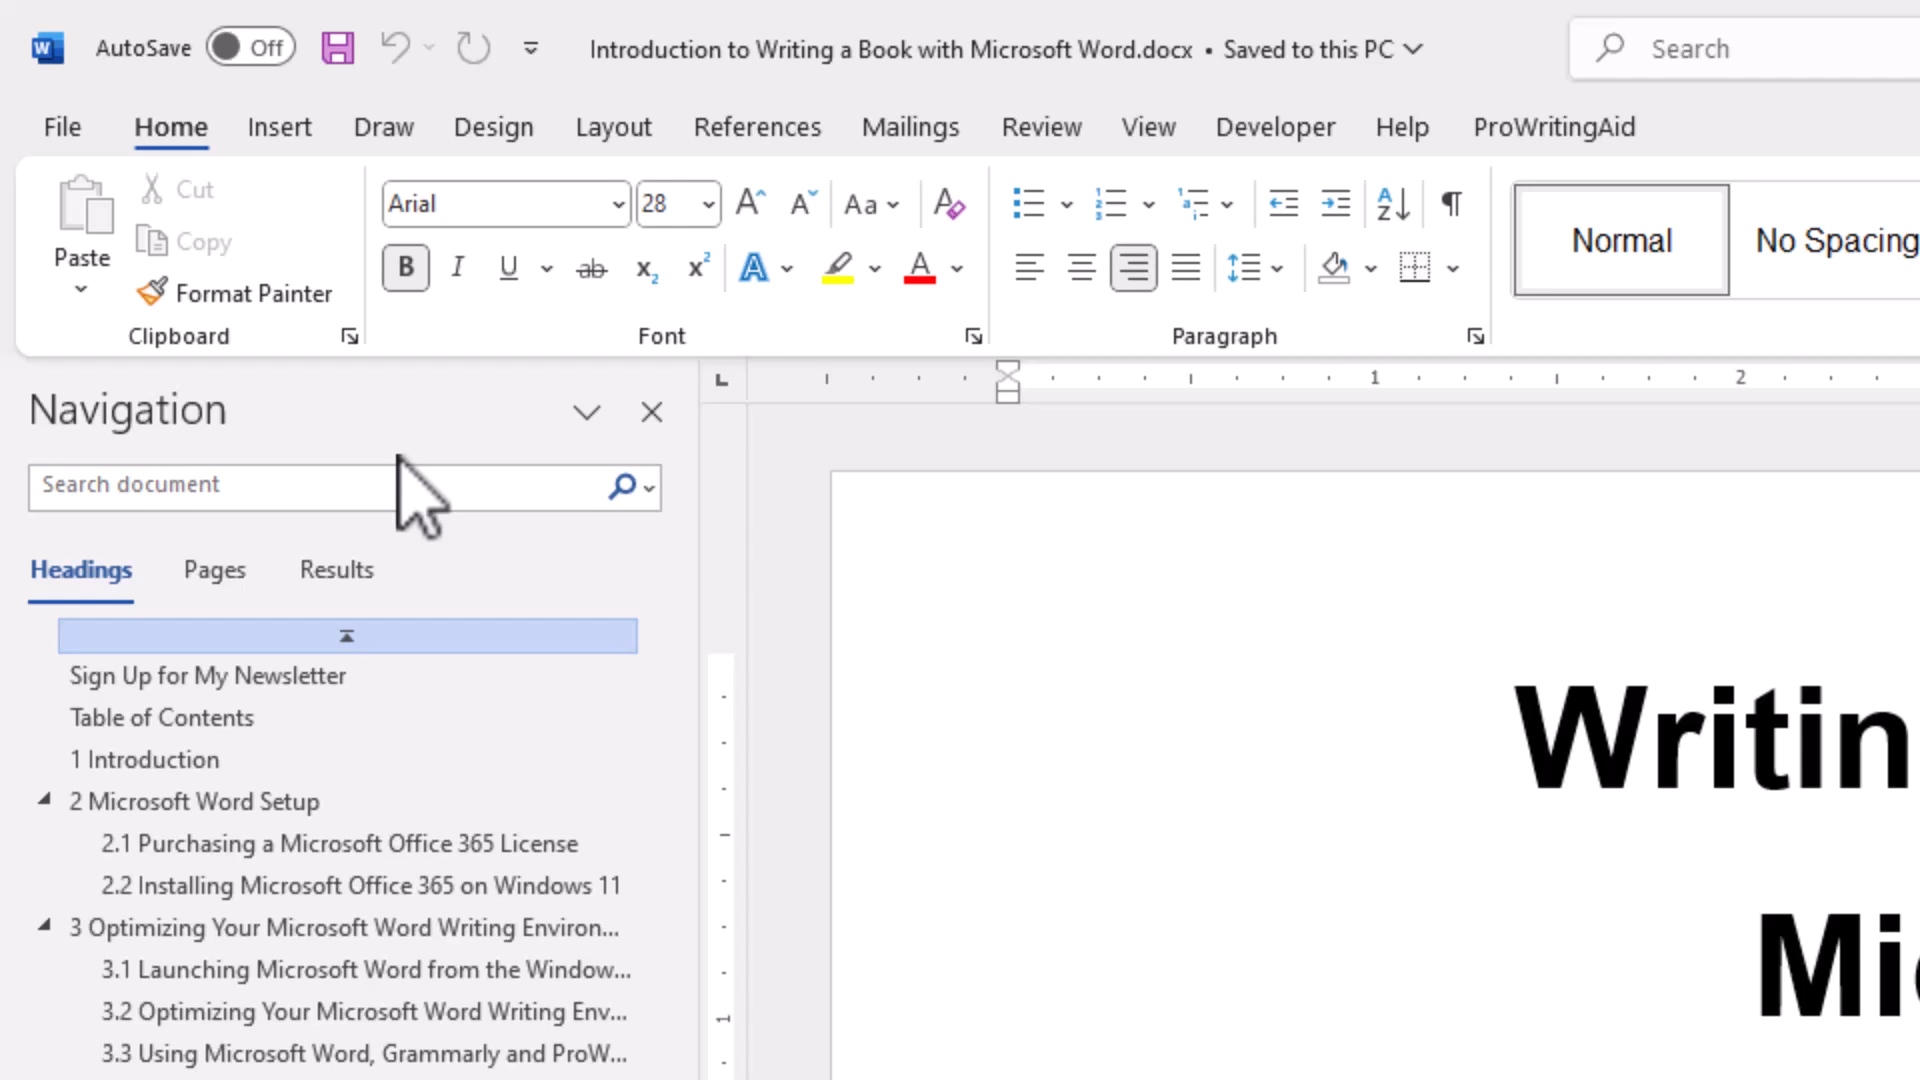 AutoSave Off Introduction to Writing a Book with Microsoft Word.docx • Saved to this PC Search
File Home Insert Draw Design Layout References Mailings Review View Developer Help ProWritingAid
Paste
Cut
Copy
Format Painter
Clipboard
Arial 28
Font
Paragraph
Normal No Spacing
Navigation
Search document
Headings Pages Results
Sign Up for My Newsletter
Table of Contents
1 Introduction
2 Microsoft Word Setup
2.1 Purchasing a Microsoft Office 365 License
2.2 Installing Microsoft Office 365 on Windows 11
3 Optimizing Your Microsoft Word Writing Environ...
3.1 Launching Microsoft Word from the Window...
3.2 Optimizing Your Microsoft Word Writing Env...
3.3 Using Microsoft Word, Grammarly and ProW...
1 2
1
Writin
Mi